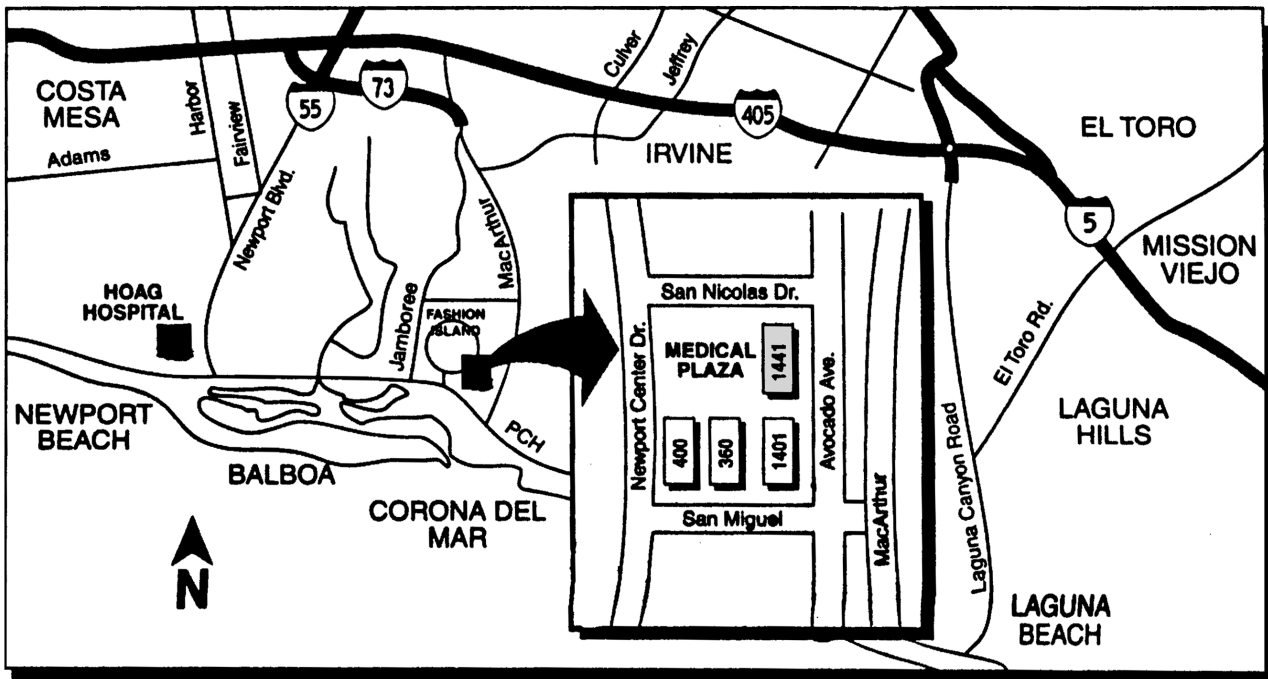 COSTA
MESA
Harbor
Fairview
Adams
55
73
Culver
Jeffrey
405
IRVINE
EL TORO
5
MISSION
VIEJO
Newport Blvd.
MacArthur
HOAG
HOSPITAL
Jamboree
FASHION
ISLAND
NEWPORT
BEACH
BALBOA
PCH
CORONA DEL
MAR
N
San Nicolas Dr.
Newport Center Dr.
MEDICAL
PLAZA
1441
400
360
1401
Avocado Ave.
San Miguel
MacArthur
Laguna Canyon Road
El Toro Rd.
LAGUNA
HILLS
LAGUNA
BEACH